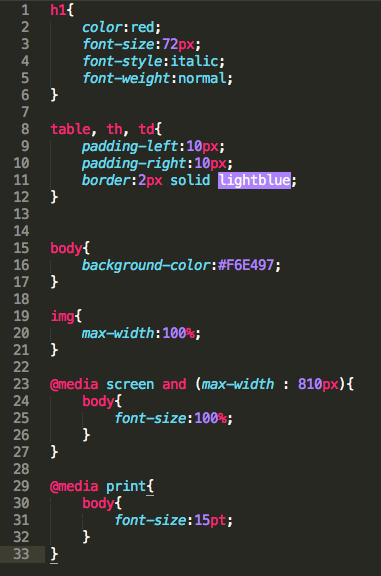 1 h1{
2     color:red;
3     font-size:72px;
4     font-style:italic;
5     font-weight:normal;
6 }
7
8 table, th, td{
9     padding-left:10px;
10     padding-right:10px;
11     border:2px solid lightblue;
12 }
13
14
15 body{
16     background-color:#F6E497;
17 }
18
19 img{
20     max-width:100%;
21 }
22
23 @media screen and (max-width : 810px){
24     body{
25         font-size:100%;
26     }
27 }
28
29 @media print{
30     body{
31         font-size:15pt;
32     }
33 }